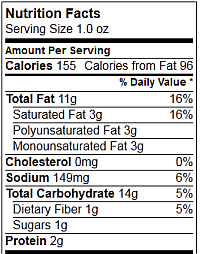 Nutrition Facts
Serving Size 1.0 oz
Amount Per Serving
Calories 155 Calories from Fat 96
% Daily Value *
Total Fat 11g 16%
Saturated Fat 3g 16%
Polyunsaturated Fat 3g
Monounsaturated Fat 3g
Cholesterol 0mg 0%
Sodium 149mg 6%
Total Carbohydrate 14g 5%
Dietary Fiber 1g 5%
Sugars 1g
Protein 2g